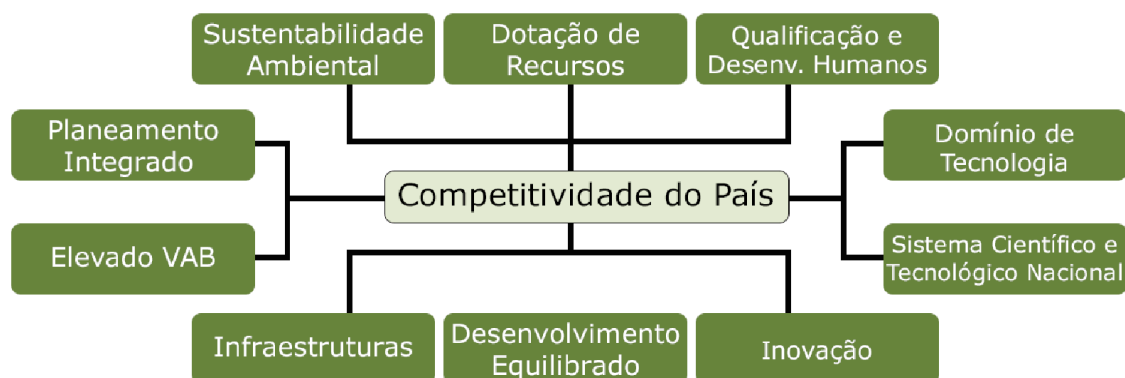 Sustentabilidade
Ambiental
Dotação de
Recursos
Qualificação e
Desenv. Humanos
Planeamento
Integrado
Domínio de
Tecnologia
Competitividade do País
Elevado VAB
Sistema Científico e
Tecnológico Nacional
Infraestruturas
Desenvolvimento
Equilibrado
Inovação